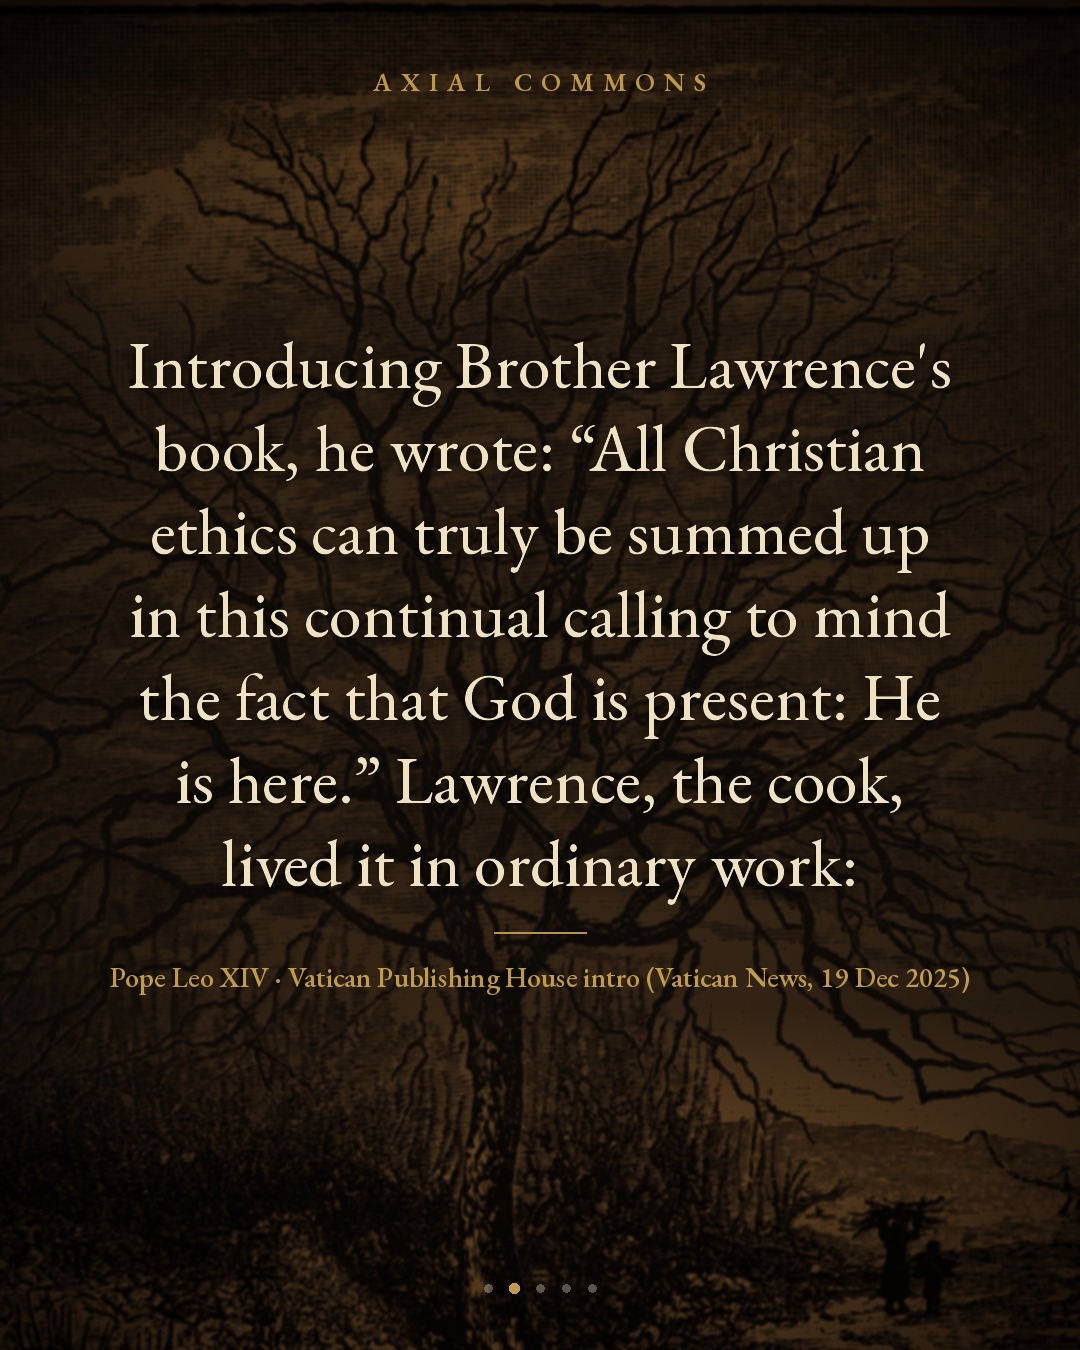 AXIAL COMMONS
Introducing Brother Lawrence's
book, he wrote: “All Christian
ethics can truly be summed up
in this continual calling to mind
the fact that God is present: He
is here.” Lawrence, the cook,
lived it in ordinary work:
Pope Leo XIV · Vatican Publishing House intro (Vatican News, 19 Dec 2025)